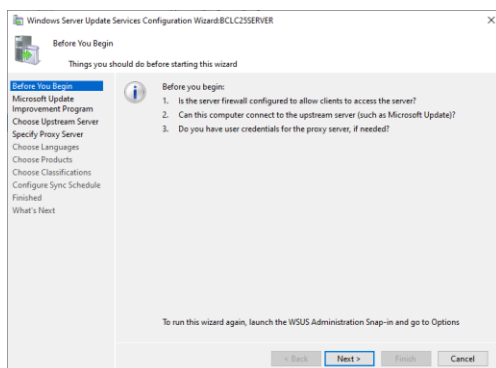 Windows Server Update Services Configuration Wizard:BCLC25SERVER
Before You Begin
Things you should do before starting this wizard
Before You Begin
Microsoft Update
Improvement Program
Choose Upstream Server
Specify Proxy Server
Choose Languages
Choose Products
Choose Classifications
Configure Sync Schedule
Finished
What's Next
Before you begin:
1. Is the server firewall configured to allow clients to access the server?
2. Can this computer connect to the upstream server (such as Microsoft Update)?
3. Do you have user credentials for the proxy server, if needed?
To run this wizard again, launch the WSUS Administration Snap-in and go to Options
< Back
Next >
Finish
Cancel